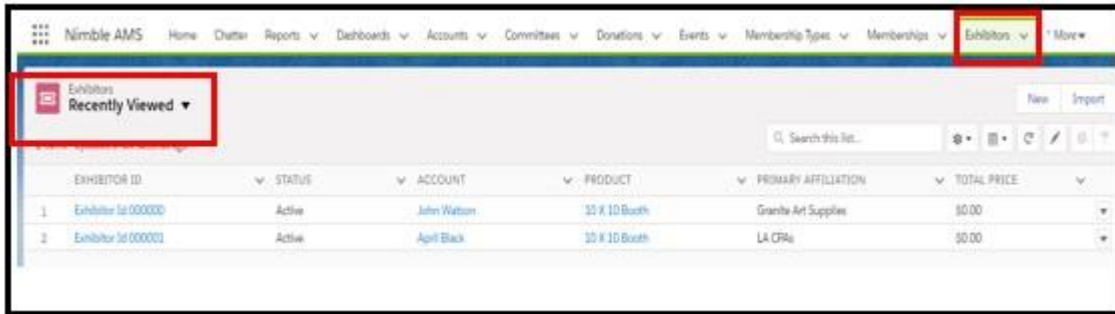 Nimble AMS Home Chatter Reports Dashboards Accounts Committees Donations Events Membership Types Memberships Exhibitors * More
Exhibitors
Recently Viewed
New Import
Search this list...
EXHIBITOR ID STATUS ACCOUNT PRODUCT PRIMARY AFFILIATION TOTAL PRICE
1 Exhibitor Id 000000 Active John Watson 10 X 10 Booth Granite Art Supplies $0.00
2 Exhibitor Id 000001 Active April Black 10 X 10 Booth LA CPAs $0.00